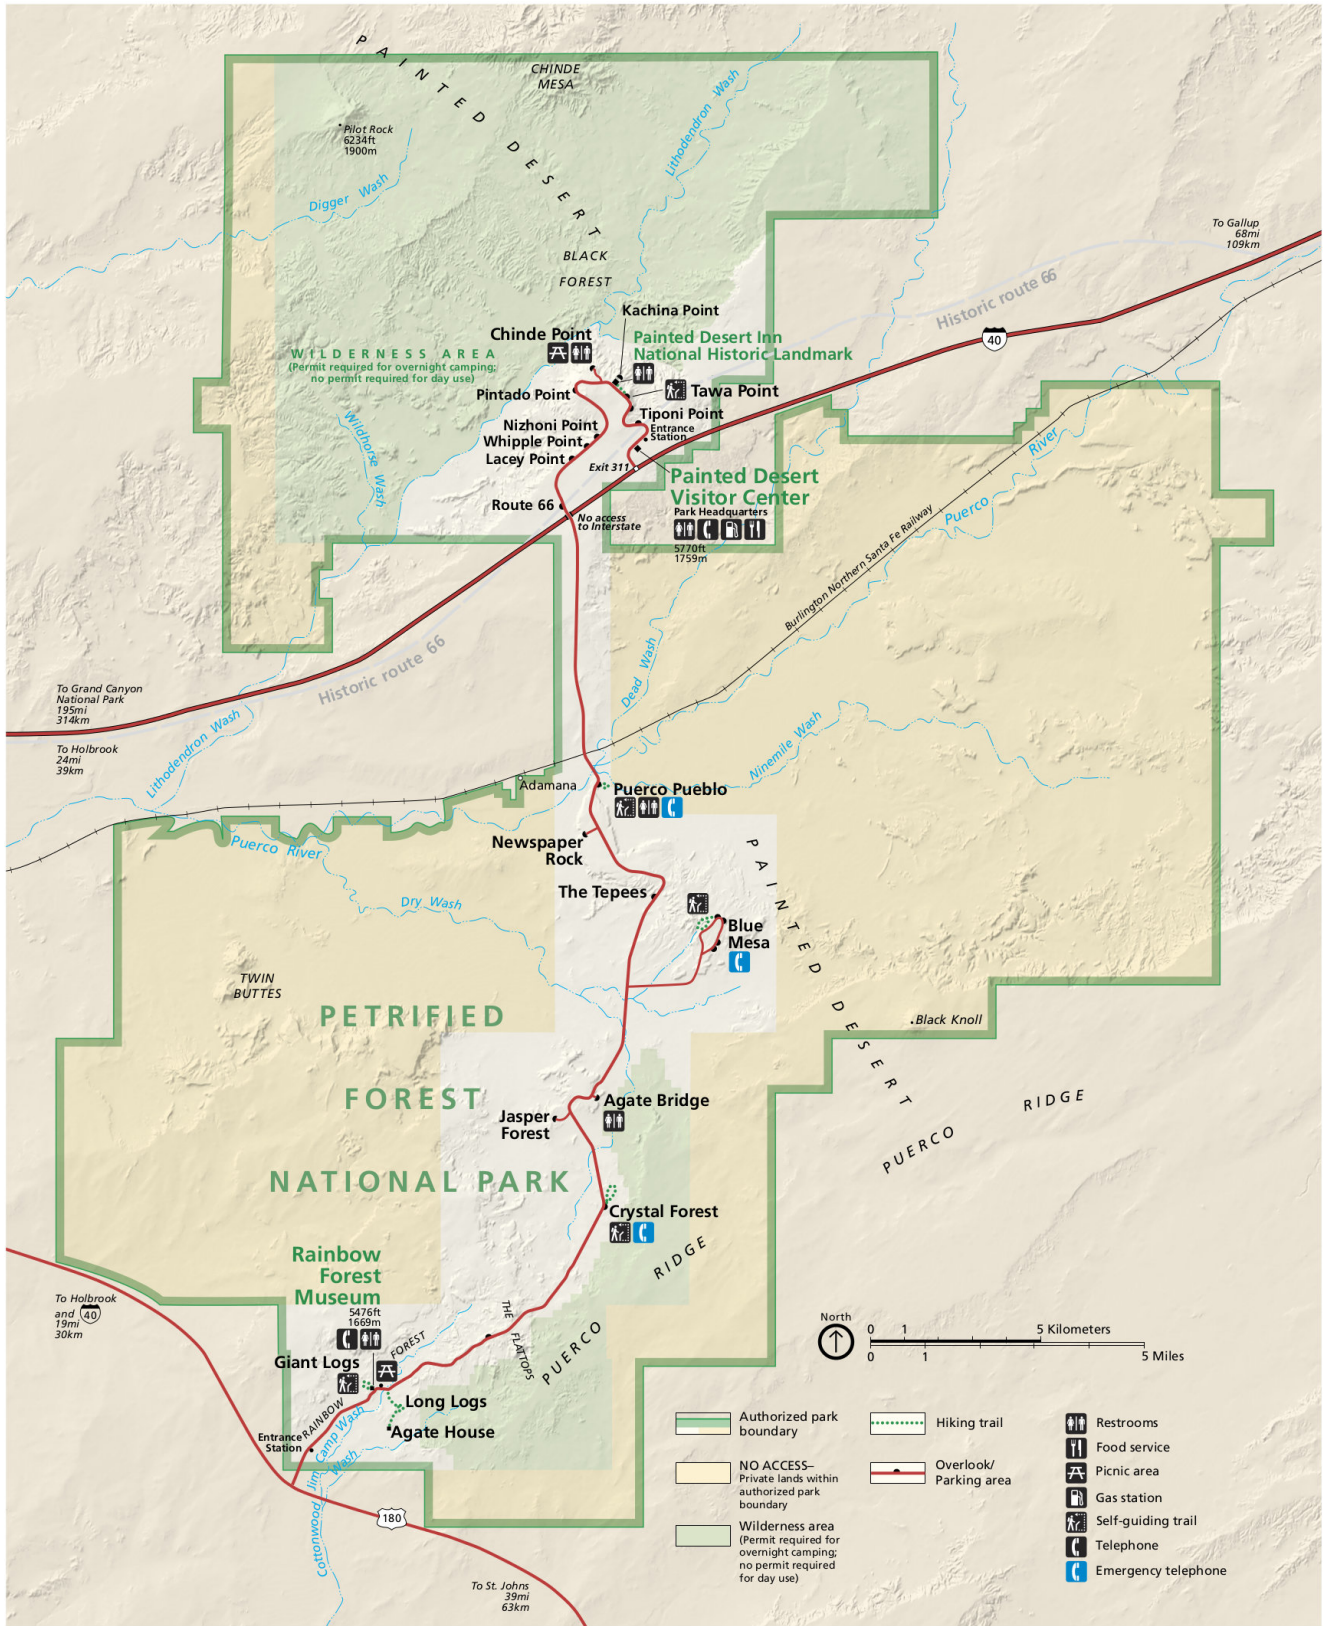 PAINTED DESERT
CHINDE
MESA
Pilot Rock
6234ft
1900m
Lithodendron Wash
Digger Wash
BLACK
FOREST
To Gallup
68mi
109km
Historic route 66
40
Kachina Point
Chinde Point
Painted Desert Inn
National Historic Landmark
WILDERNESS AREA
(Permit required for overnight camping;
no permit required for day use)
Tawa Point
Pintado Point
Tiponi Point
Nizhoni Point
Entrance
Station
Whipple Point
Lacey Point
Exit 311
Wildhorse Wash
Painted Desert
Visitor Center
Park Headquarters
5770ft
1759m
Route 66
No access
to Interstate
River
Puerco
Burlington Northern Santa Fe Railway
Historic route 66
Dead Wash
To Grand Canyon
National Park
195mi
314km
To Holbrook
24mi
39km
Lithodendron Wash
Ninemile Wash
Adamana
Puerco Pueblo
Puerco River
Newspaper
Rock
The Tepees
Dry Wash
Blue
Mesa
PAINTED DESERT
TWIN
BUTTES
PETRIFIED
FOREST
NATIONAL PARK
Black Knoll
PUERCO RIDGE
Agate Bridge
Jasper
Forest
Crystal Forest
PUERCO RIDGE
Rainbow
Forest
Museum
5476ft
1669m
THE FLATTOPS
To Holbrook
and 40
19mi
30km
Giant Logs
RAINBOW FOREST
Long Logs
Agate House
Entrance
Station
Jim Camp Wash
Cottonwood Wash
180
To St. Johns
39mi
63km
North
0 1 5 Kilometers
0 1 5 Miles
Authorized park
boundary
NO ACCESS–
Private lands within
authorized park
boundary
Wilderness area
(Permit required for
overnight camping;
no permit required
for day use)
Hiking trail
Overlook/
Parking area
Restrooms
Food service
Picnic area
Gas station
Self-guiding trail
Telephone
Emergency telephone